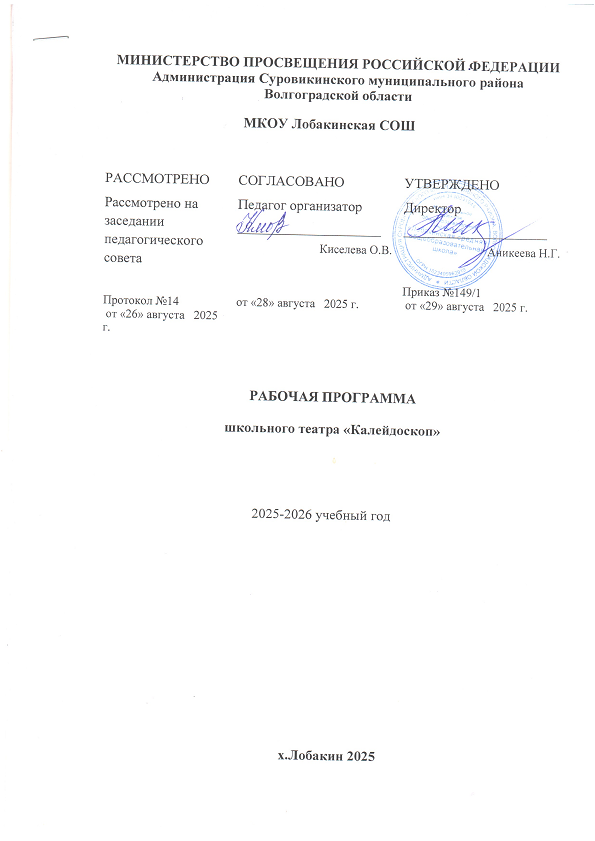 МИНИСТЕРСТВО ПРОСВЕЩЕНИЯ РОССИЙСКОЙ ФЕДЕРАЦИИ
Администрация Суровикинского муниципального района
Волгоградской области
МКОУ Лобакинская СОШ
РАССМОТРЕНО
Рассмотрено на
заседании
педагогического
совета
Протокол №14
от «26» августа 2025
г.
СОГЛАСОВАНО
Педагог организатор
Киселева О.В.
от «28» августа 2025 г.
УТВЕРЖДЕНО
Директор
Аникеева Н.Г.
Приказ №149/1
от «29» августа 2025 г.
РАБОЧАЯ ПРОГРАММА
школьного театра «Калейдоскоп»
2025-2026 учебный год
х.Лобакин 2025